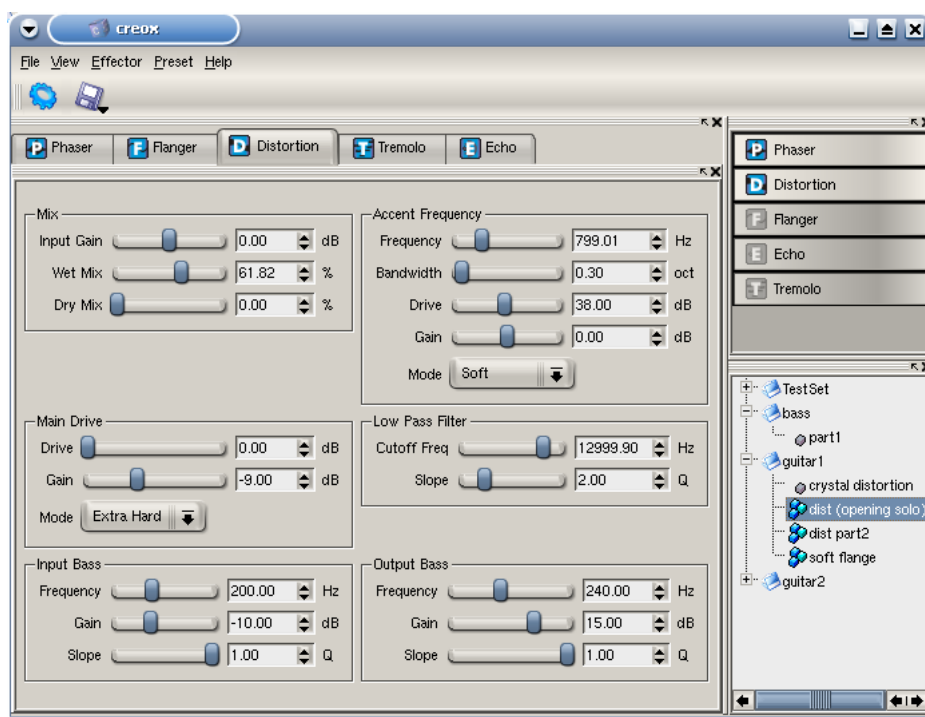 creox
File View Effector Preset Help
Phaser Flanger Distortion Tremolo Echo
Mix
Input Gain 0.00 dB
Wet Mix 61.82 %
Dry Mix 0.00 %
Accent Frequency
Frequency 799.01 Hz
Bandwidth 0.30 oct
Drive 38.00 dB
Gain 0.00 dB
Mode Soft
Main Drive
Drive 0.00 dB
Gain -9.00 dB
Mode Extra Hard
Low Pass Filter
Cutoff Freq 12999.90 Hz
Slope 2.00 Q
Input Bass
Frequency 200.00 Hz
Gain -10.00 dB
Slope 1.00 Q
Output Bass
Frequency 240.00 Hz
Gain 15.00 dB
Slope 1.00 Q
Phaser
Distortion
Flanger
Echo
Tremolo
TestSet
bass
part1
guitar1
crystal distortion
dist (opening solo)
dist part2
soft flange
guitar2